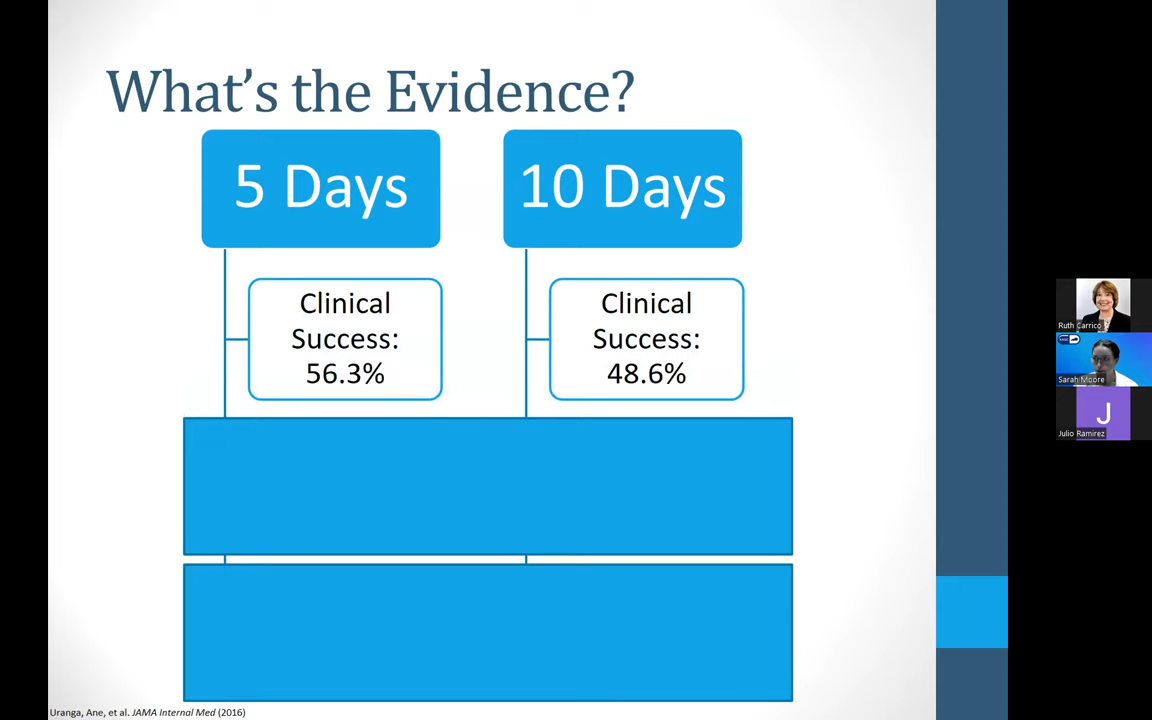 What's the Evidence?
5 Days
10 Days
Clinical
Success:
56.3%
Clinical
Success:
48.6%
Uranga, Ane, et al. JAMA Internal Med (2016)
Ruth Carrico
Sarah Moore
J
Julio Ramirez